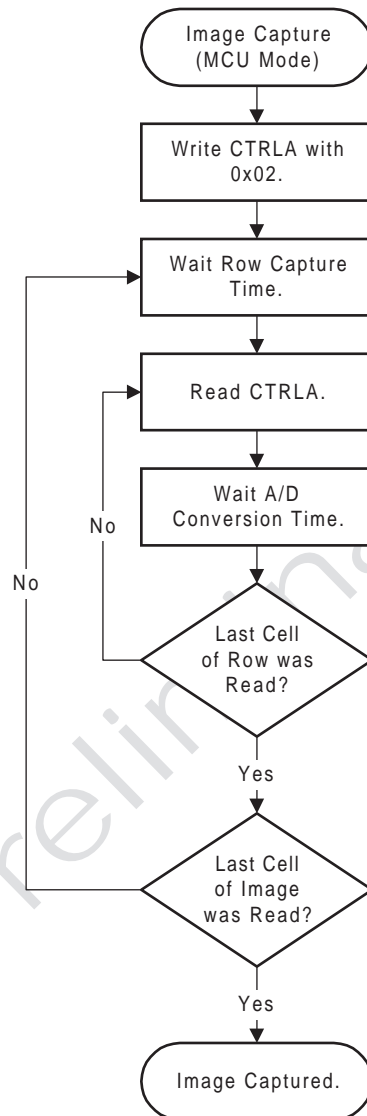 Image Capture
(MCU Mode)
Write CTRLA with
0x02.
Wait Row Capture
Time.
Read CTRLA.
Wait A/D
Conversion Time.
No
No
Last Cell
of Row was
Read?
Yes
Last Cell
of Image
was Read?
Yes
Image Captured.